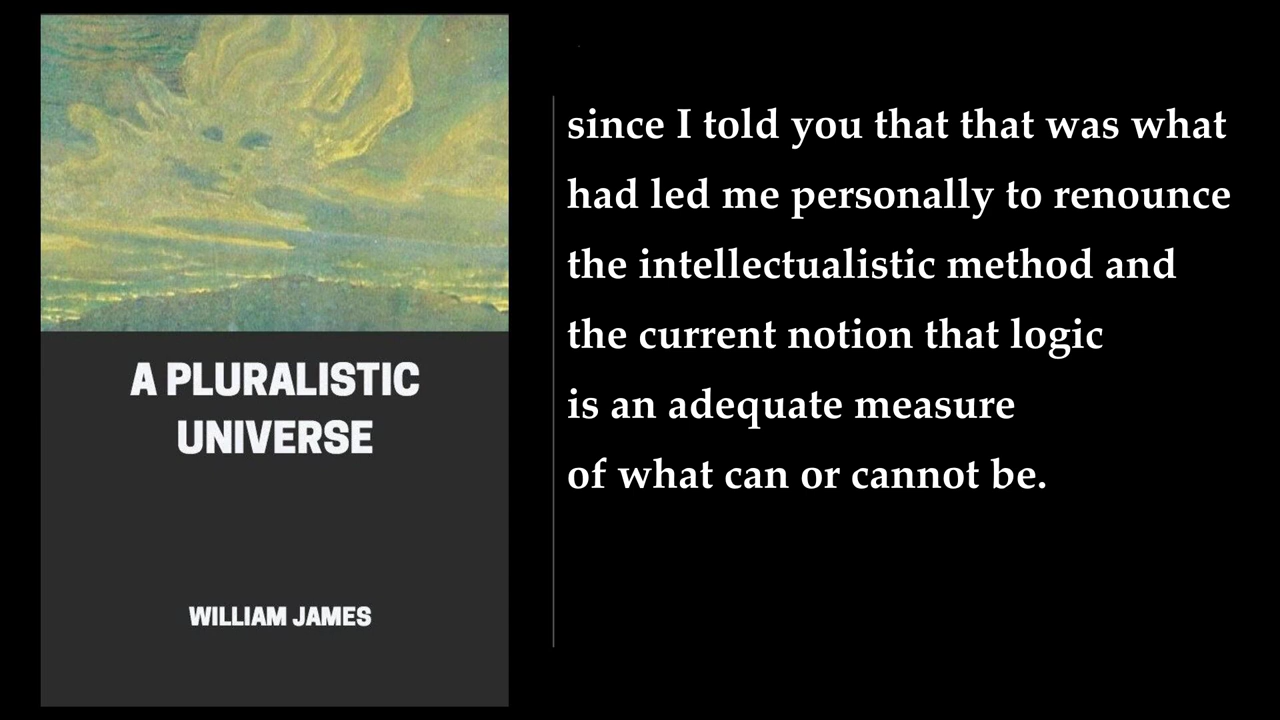 A PLURALISTIC
UNIVERSE
WILLIAM JAMES
since I told you that that was what
had led me personally to renounce
the intellectualistic method and
the current notion that logic
is an adequate measure
of what can or cannot be.